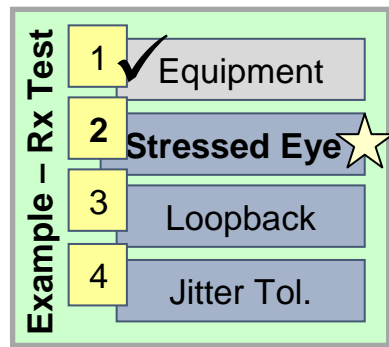 Example – Rx Test
1 Equipment
2 Stressed Eye
3 Loopback
4 Jitter Tol.